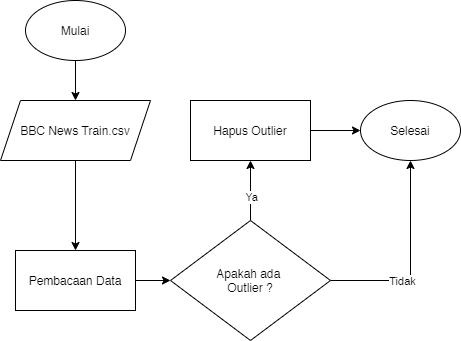 Mulai
BBC News Train.csv
Hapus Outlier
Selesai
Ya
Pembacaan Data
Apakah ada
Outlier ?
Tidak